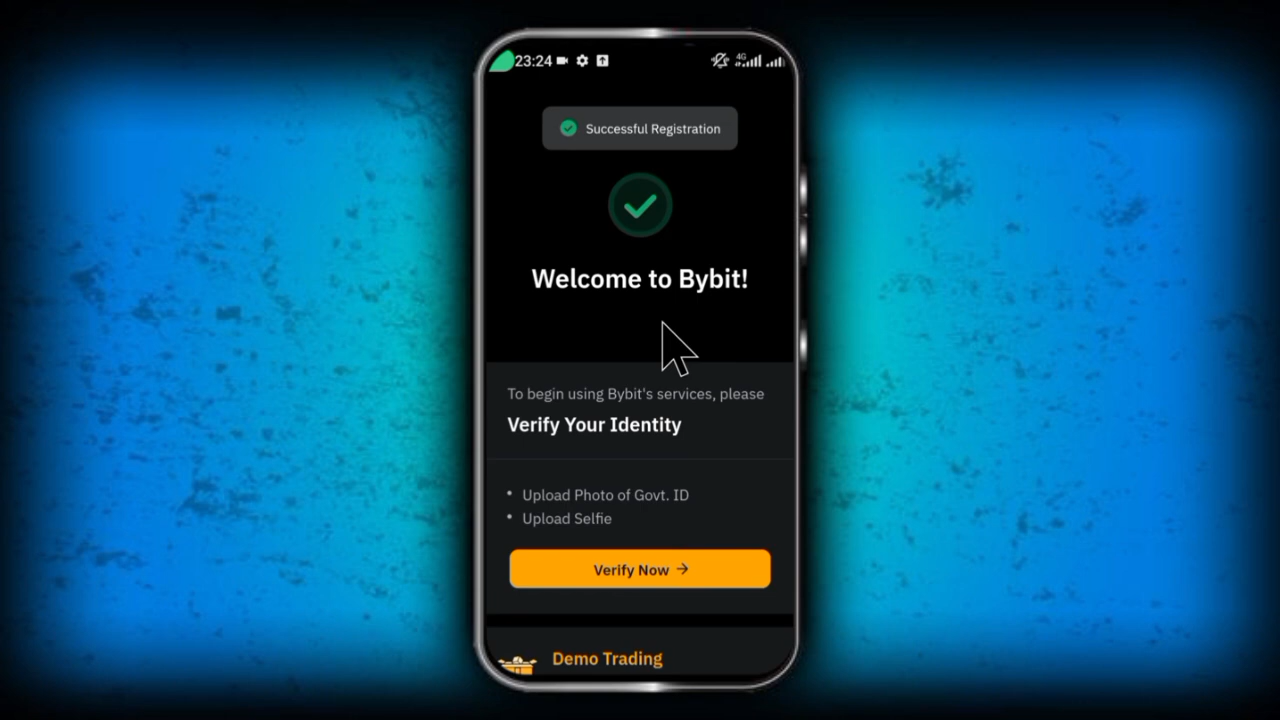 23:24
4G
Successful Registration
Welcome to Bybit!
To begin using Bybit's services, please
Verify Your Identity
• Upload Photo of Govt. ID
• Upload Selfie
Verify Now →
Demo Trading